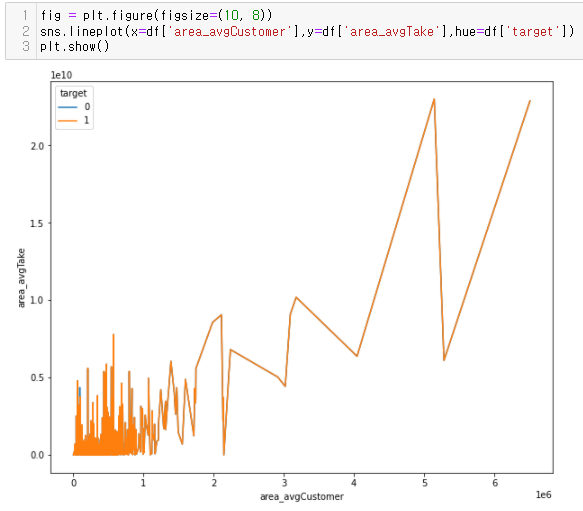 1 fig = plt.figure(figsize=(10, 8))
2 sns.lineplot(x=df['area_avgCustomer'],y=df['area_avgTake'],hue=df['target'])
3 plt.show()
1e10
target
0
1
2.0
1.5
1.0
0.5
0.0
area_avgTake
0 1 2 3 4 5 6
1e6
area_avgCustomer